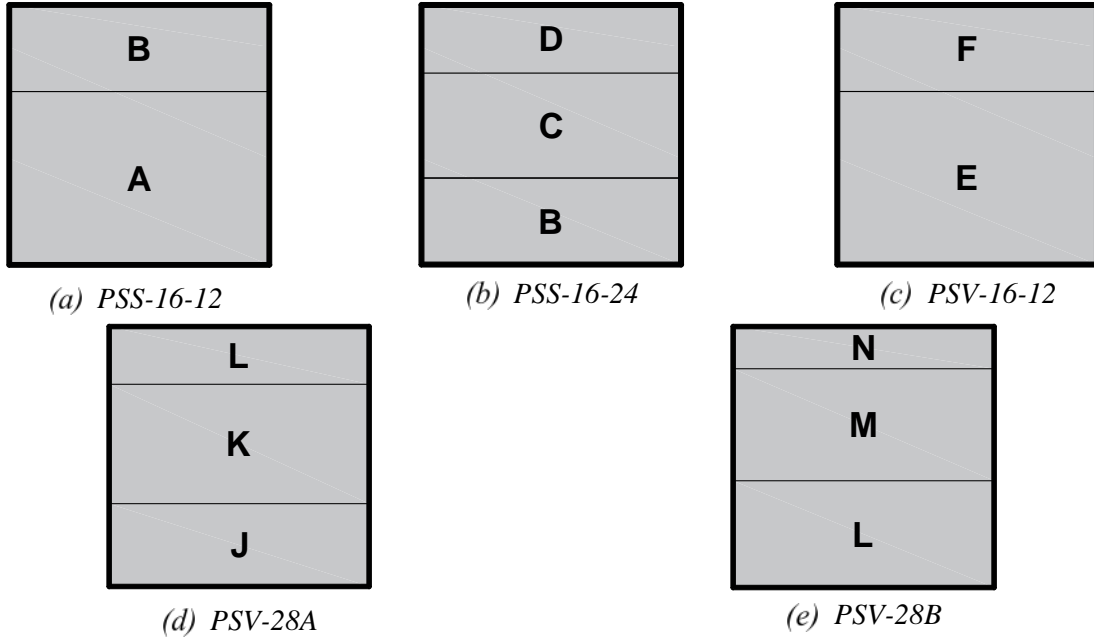 B
A
(a) PSS-16-12
D
C
B
(b) PSS-16-24
F
E
(c) PSV-16-12
L
K
J
(d) PSV-28A
N
M
L
(e) PSV-28B